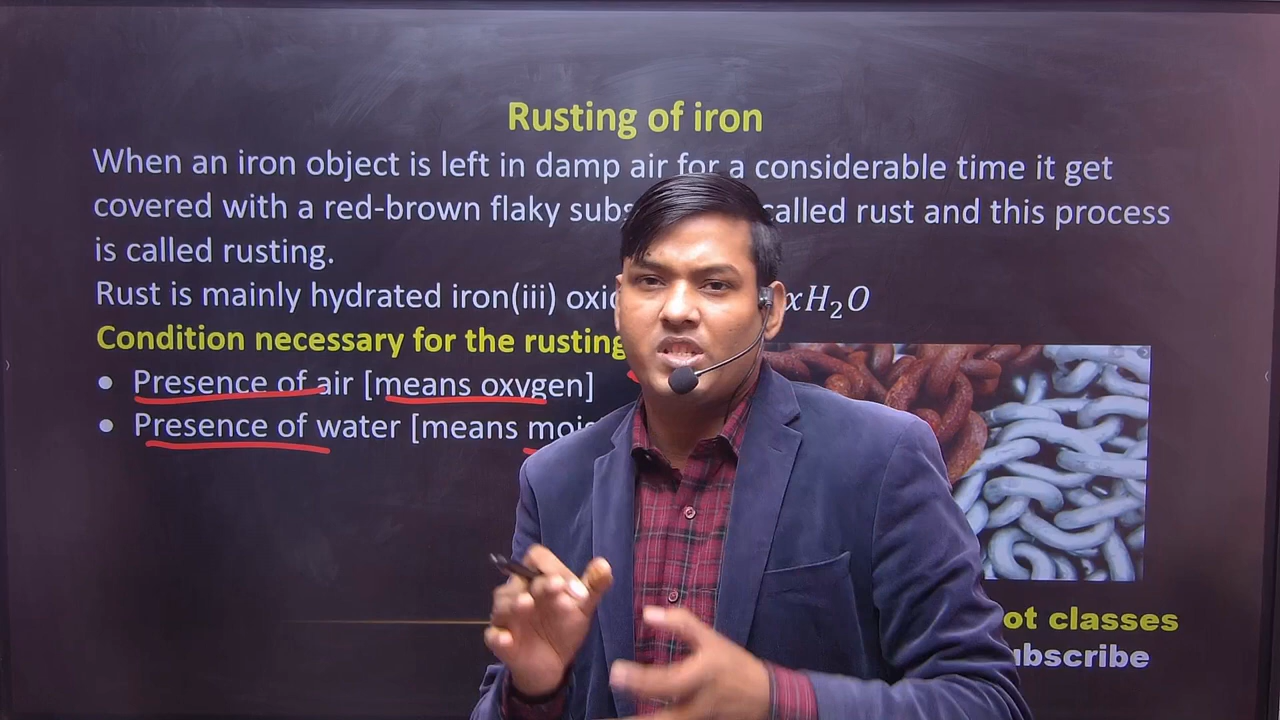 Rusting of iron
When an iron object is left in damp air for a considerable time it get
covered with a red-brown flaky subs called rust and this process
is called rusting.
Rust is mainly hydrated iron(iii) oxi xH₂O
Condition necessary for the rusting
● Presence of air [means oxygen]
● Presence of water [means mois
ot classes
ubscribe